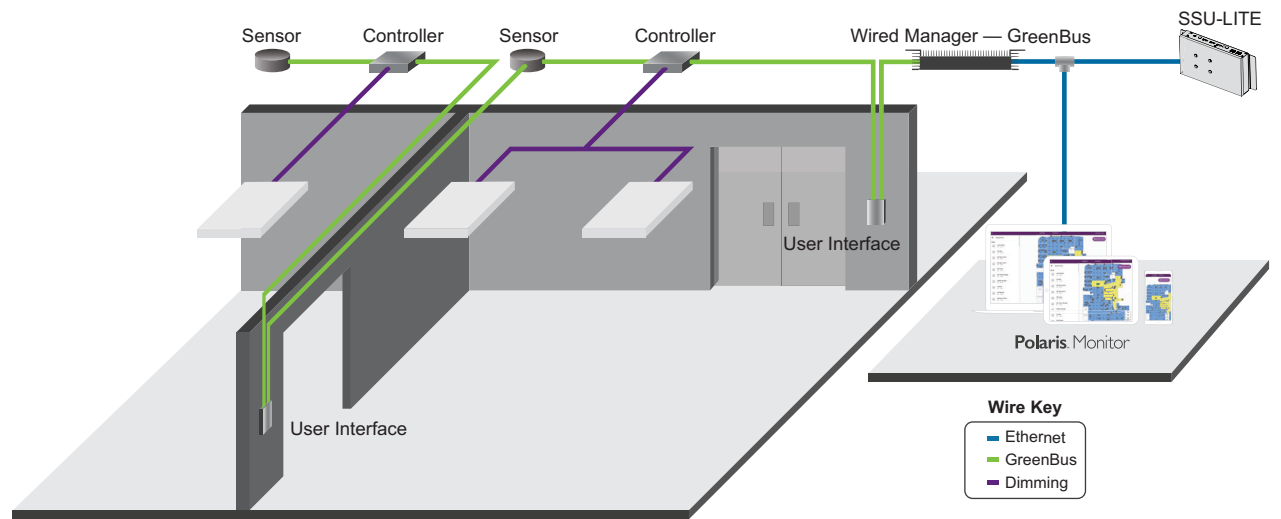 SSU-LITE
Sensor
Controller
Sensor
Controller
Wired Manager — GreenBus
User Interface
Polaris. Monitor
User Interface
Wire Key
Ethernet
GreenBus
Dimming